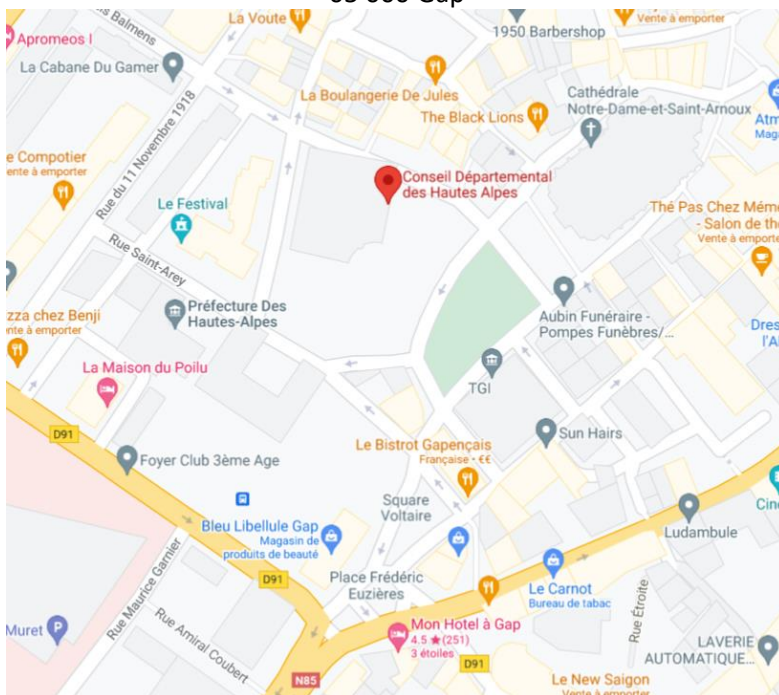 05 000 Gap
La Voute
1950 Barbershop
Vente à emporter
Apromeos I
Balmens
La Cabane Du Gamer
La Boulangerie De Jules
The Black Lions
Cathédrale
Notre-Dame-et-Saint-Arnoux
Rue du 11 Novembre 1918
Compotier
ente à emporter
Conseil Départemental
des Hautes Alpes
Le Festival
Thé Pas Chez Mém
- Salon de th
Vente à emporter
Rue Saint-Arey
Préfecture Des
Hautes-Alpes
Aubin Funéraire -
Pompes Funèbres/...
zza chez Benji
nte à emporter
Dres
l'A
La Maison du Poilu
TGI
D91
Foyer Club 3ème Age
Le Bistrot Gapençais
Française • €€
Sun Hairs
Square
Voltaire
Bleu Libellule Gap
Magasin de
produits de beauté
Ludambule
Cin
Rue Maurice Garnier
D91
Place Frédéric
Euzières
Le Carnot
Bureau de tabac
Rue Étroite
Muret
P
Rue Amiral Coubert
Mon Hotel à Gap
4.5 ★ (251)
3 étoiles
D91
LAVERIE
AUTOMATIQUE...
N85
Le New Saigon
Vente à emporter